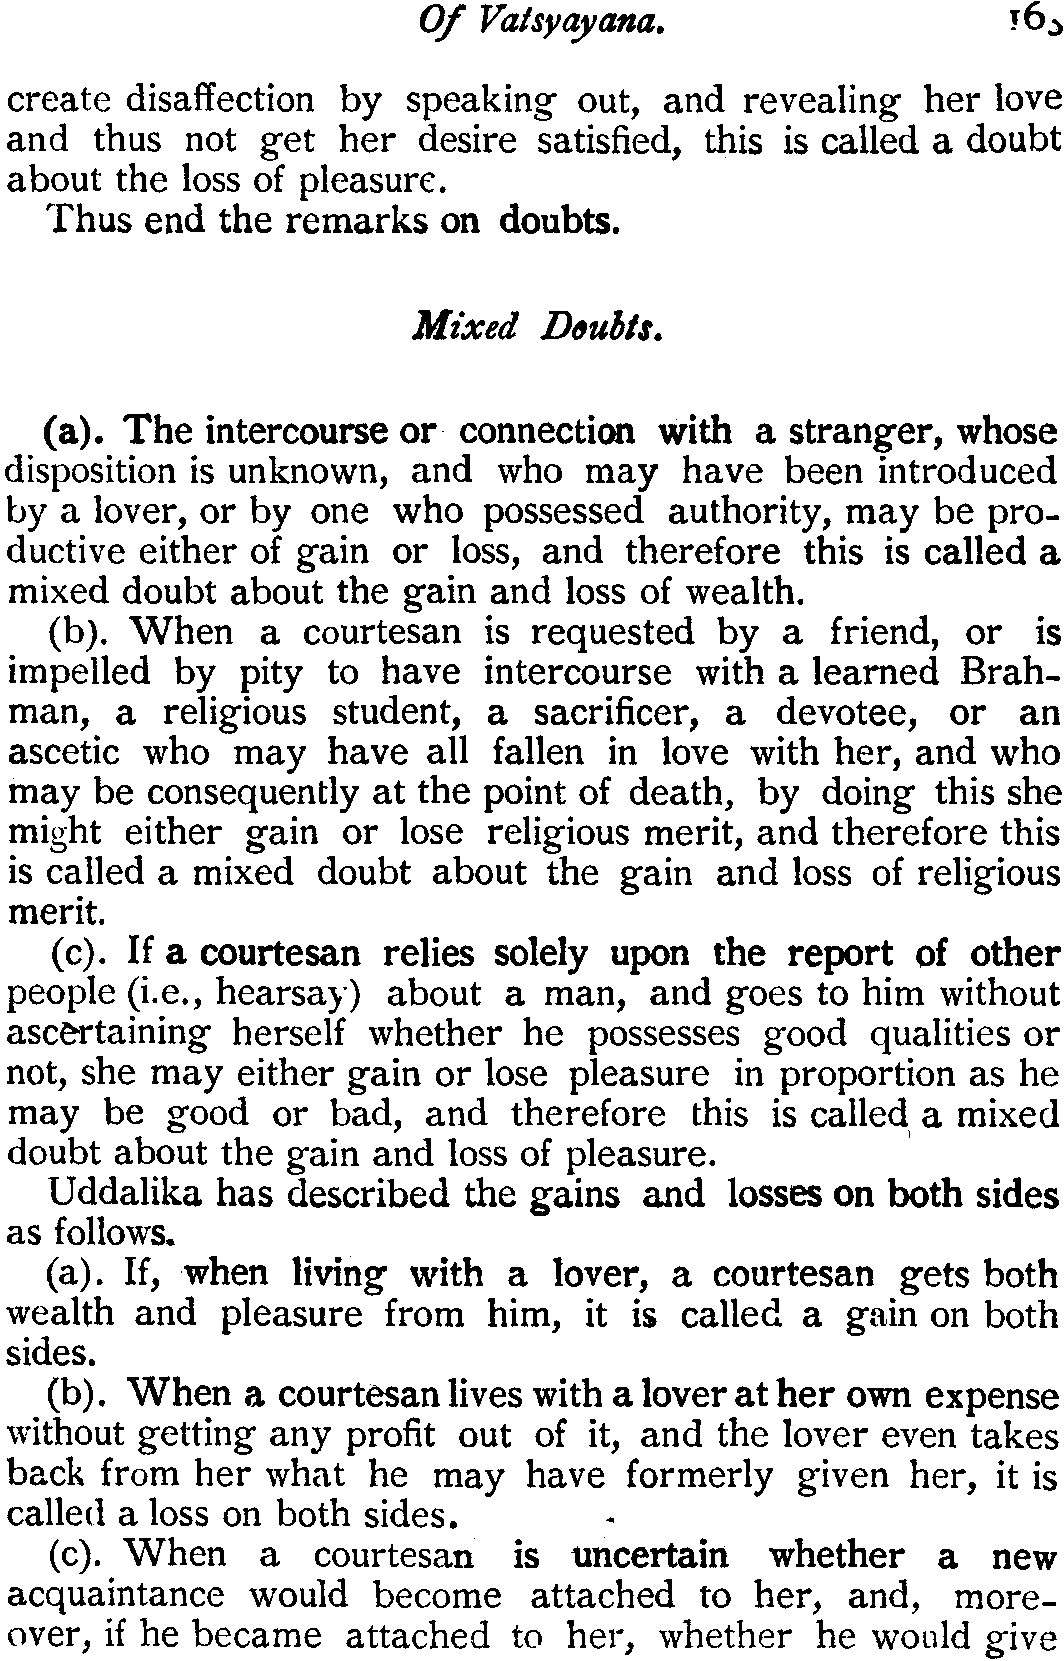 Of Vatsyayana.
create disaffection by speaking out, and revealing her love
and thus not get her desire satisfied, this is called a doubt
about the loss of pleasure.
Thus end the remarks on doubts.
Mixed Doubts.
(a). The intercourse or connection with a stranger, whose
disposition is unknown, and who may have been introduced
by a lover, or by one who possessed authority, may be pro-
ductive either of gain or loss, and therefore this is called a
mixed doubt about the gain and loss of wealth.
(b). When a courtesan is requested by a friend, or is
impelled by pity to have intercourse with a learned Brah-
man, a religious student, a sacrificer, a devotee, or an
ascetic who may have all fallen in love with her, and who
may be consequently at the point of death, by doing this she
might either gain or lose religious merit, and therefore this
is called a mixed doubt about the gain and loss of religious
merit.
(c). If a courtesan relies solely upon the report of other
people (i.e., hearsay) about a man, and goes to him without
ascertaining herself whether he possesses good qualities or
not, she may either gain or lose pleasure in proportion as he
may be good or bad, and therefore this is called a mixed
doubt about the gain and loss of pleasure.
Uddalika has described the gains and losses on both sides
as follows.
(a). If, when living with a lover, a courtesan gets both
wealth and pleasure from him, it is called a gain on both
sides.
(b). When a courtesan lives with a lover at her own expense
without getting any profit out of it, and the lover even takes
back from her what he may have formerly given her, it is
called a loss on both sides.
(c). When a courtesan is uncertain whether a new
acquaintance would become attached to her, and, more-
over, if he became attached to her, whether he would give